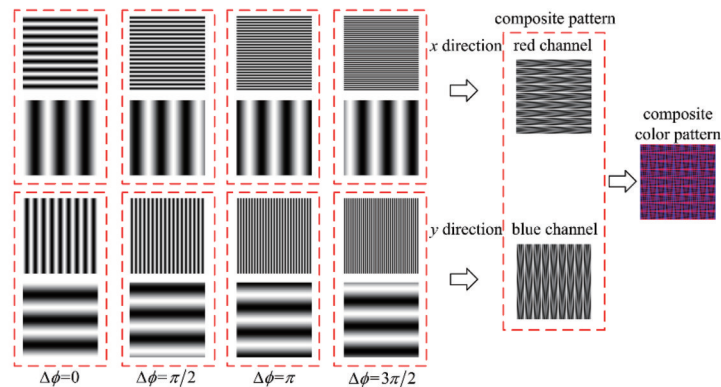 composite pattern
x direction
red channel
composite
color pattern
y direction
blue channel
Δϕ=0
Δϕ=π/2
Δϕ=π
Δϕ=3π/2